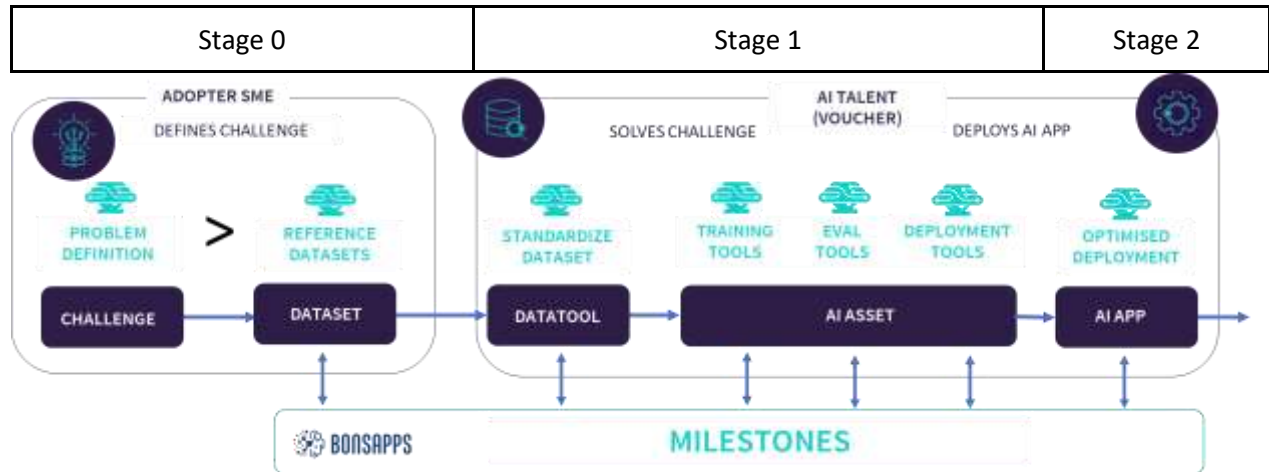 Stage 0
Stage 1
Stage 2
ADOPTER SME
DEFINES CHALLENGE
AI TALENT
(VOUCHER)
SOLVES CHALLENGE
DEPLOYS AI APP
PROBLEM
DEFINITION
>
REFERENCE
DATASETS
STANDARDIZE
DATASET
TRAINING
TOOLS
EVAL
TOOLS
DEPLOYMENT
TOOLS
OPTIMISED
DEPLOYMENT
CHALLENGE
DATASET
DATATOOL
AI ASSET
AI APP
BONSAPPS
MILESTONES